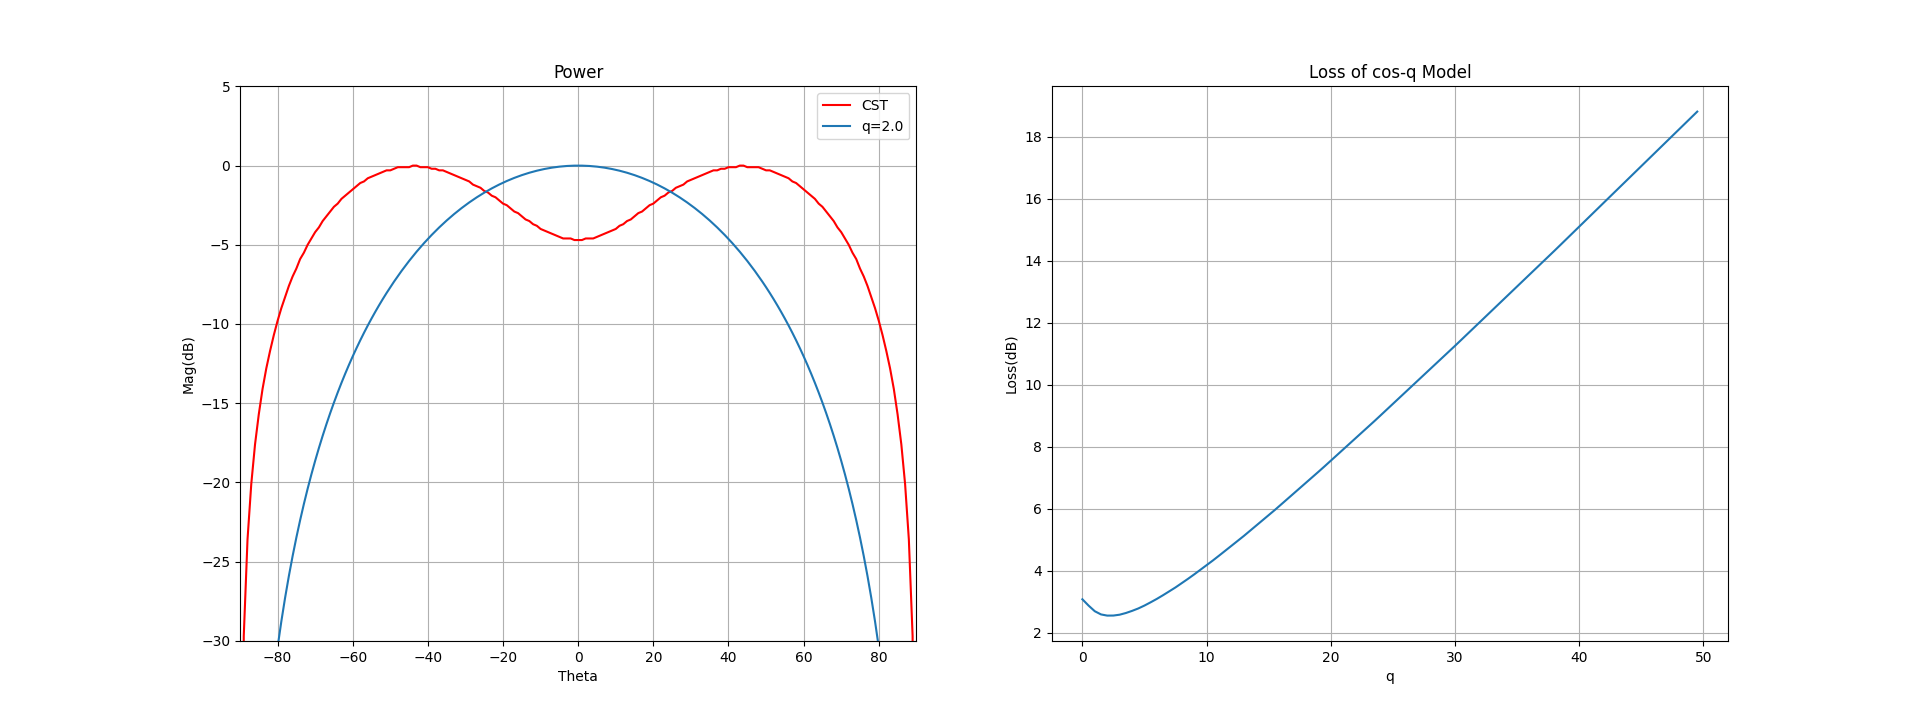 Power
5
0
−5
−10
−15
−20
−25
−30
Mag(dB)
−80 −60 −40 −20 0 20 40 60 80
Theta
CST
q=2.0
Loss of cos-q Model
18
16
14
12
10
8
6
4
2
Loss(dB)
0 10 20 30 40 50
q